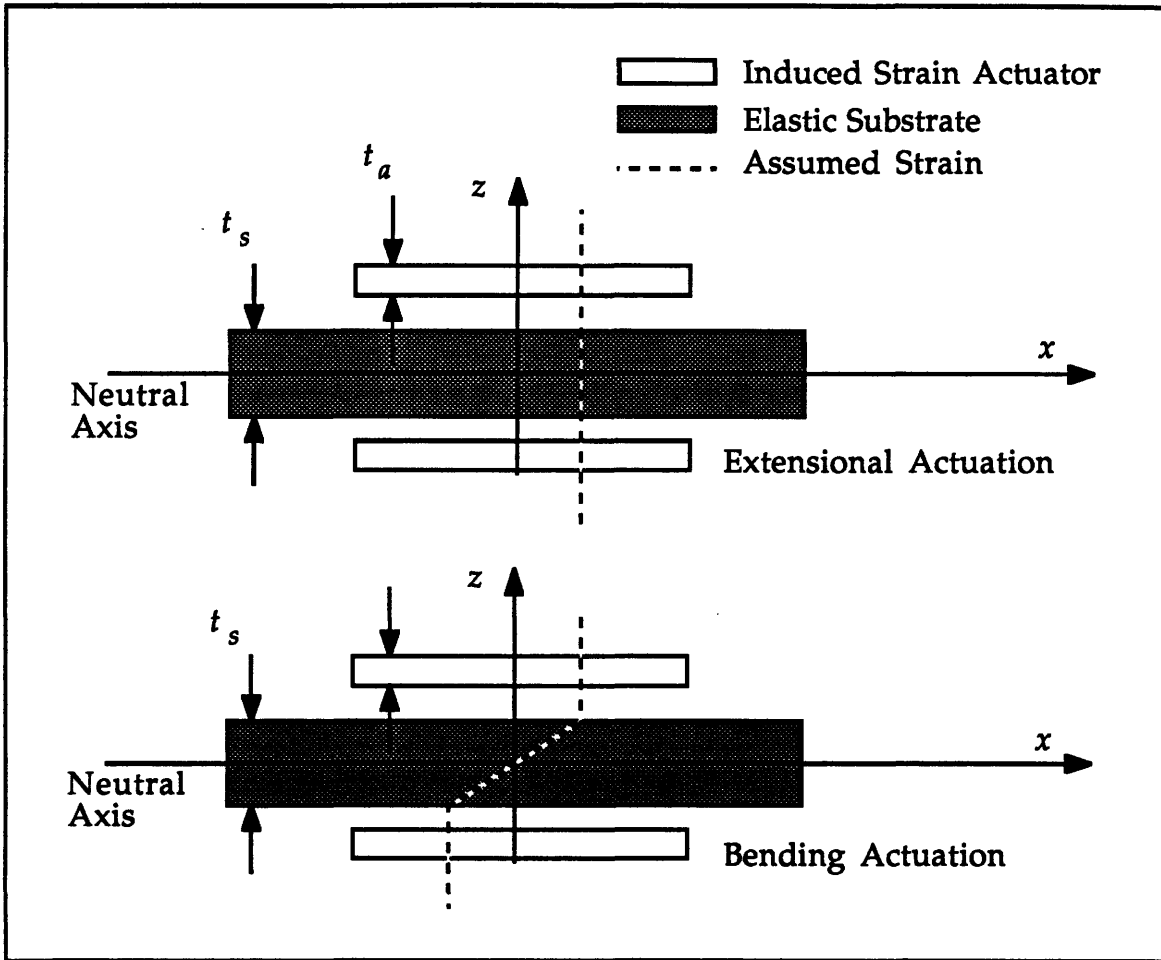 Induced Strain Actuator
Elastic Substrate
Assumed Strain
t a
z
t s
x
Neutral
Axis
Extensional Actuation
z
t s
x
Neutral
Axis
Bending Actuation